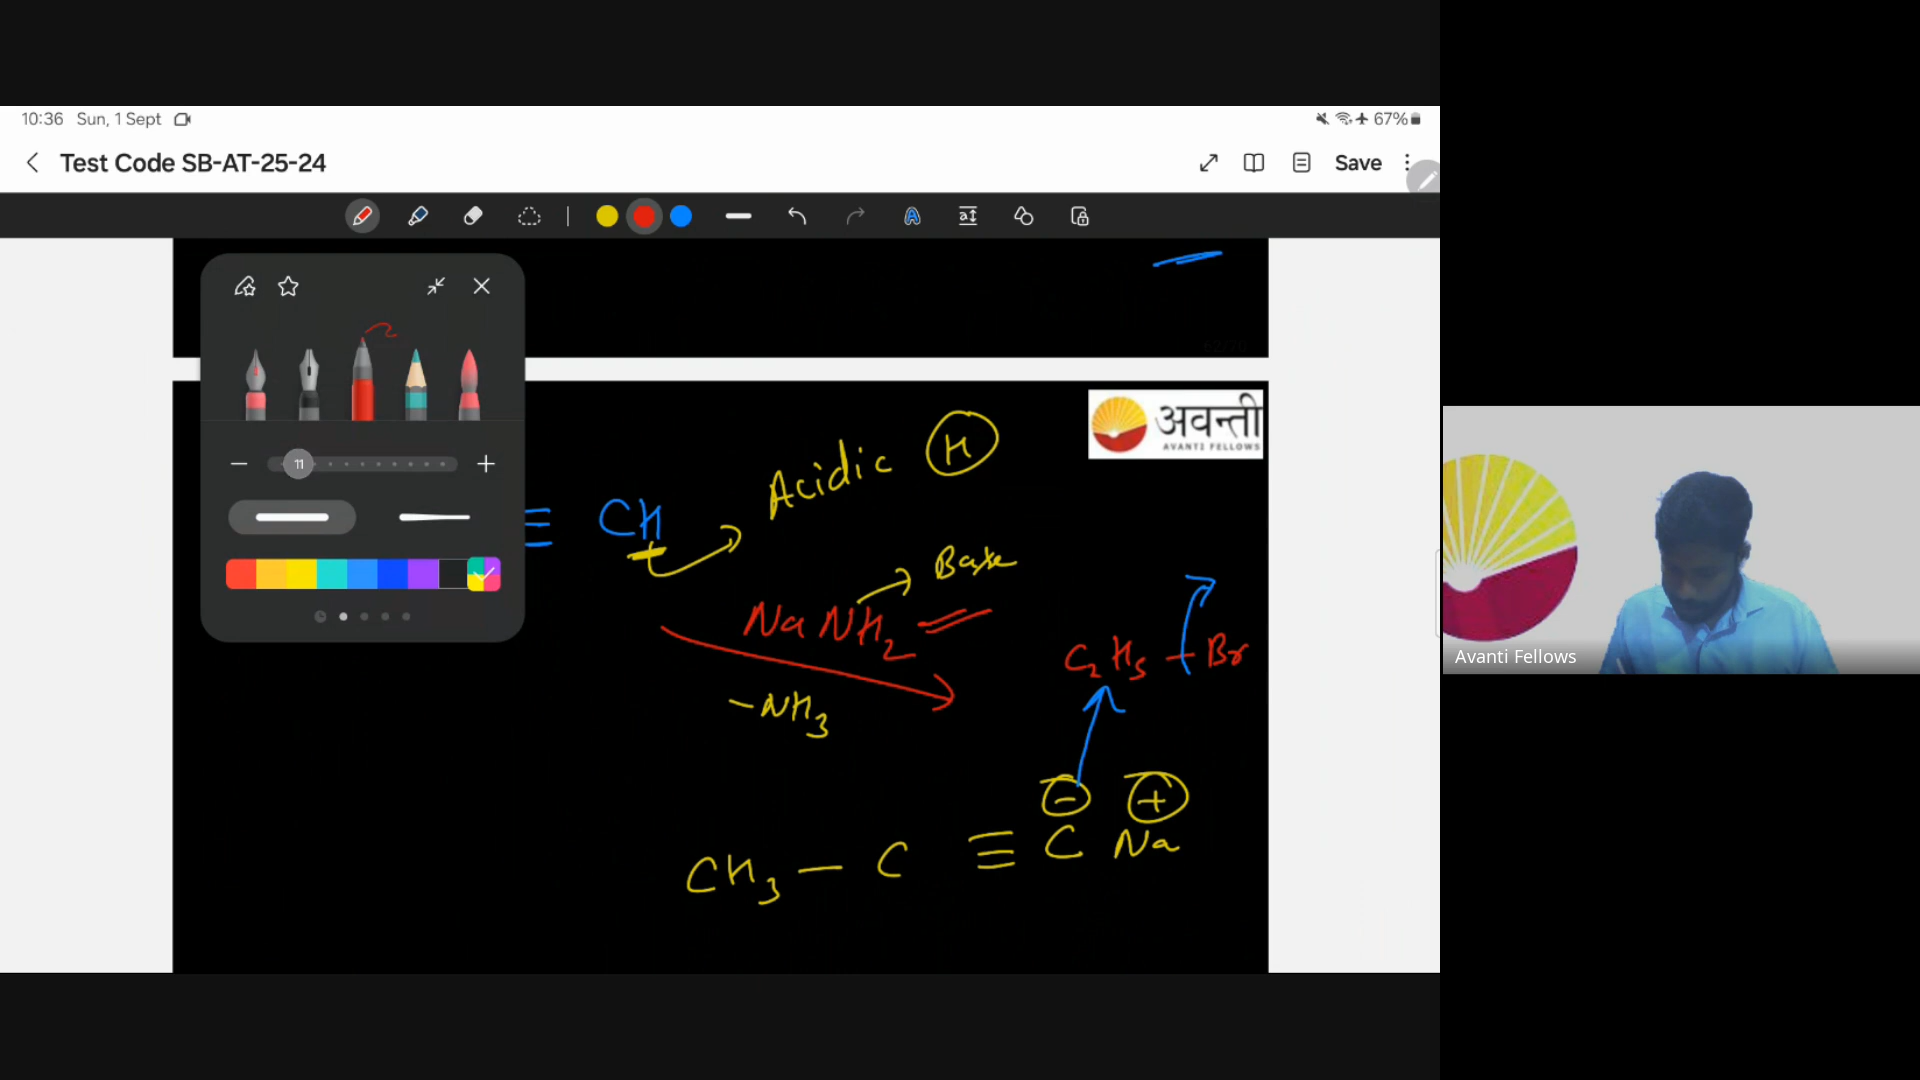 10:36 Sun, 1 Sept 67%
Test Code SB-AT-25-24
Save
अवन्ती
AVANTI FELLOWS
11
Acidic H
≡ CH
Base
NaNH₂
C₂H₅ – Br
– NH₃
⊖ ⊕
CH₃ – C ≡ C Na
Avanti Fellows